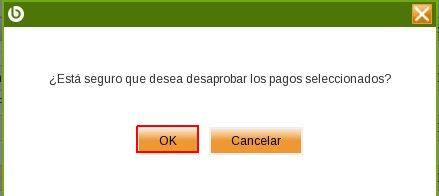 ¿Está seguro que desea desaprobar los pagos seleccionados?
OK
Cancelar